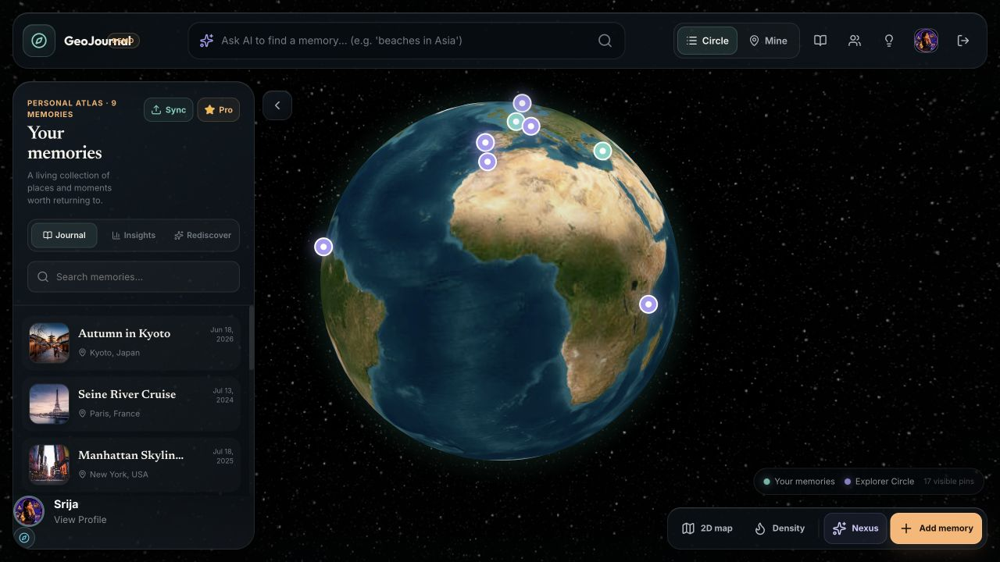 GeoJournal
Ask AI to find a memory... (e.g. 'beaches in Asia')
Circle
Mine
PERSONAL ATLAS · 9
MEMORIES
Sync
Pro
Your
memories
A living collection of
places and moments
worth returning to.
Journal
Insights
Rediscover
Search memories...
Autumn in Kyoto
Jun 18,
2026
Kyoto, Japan
Seine River Cruise
Jul 13,
2024
Paris, France
Manhattan Skylin...
Jul 18,
2025
New York, USA
Srija
View Profile
Your memories
Explorer Circle
17 visible pins
2D map
Density
Nexus
Add memory